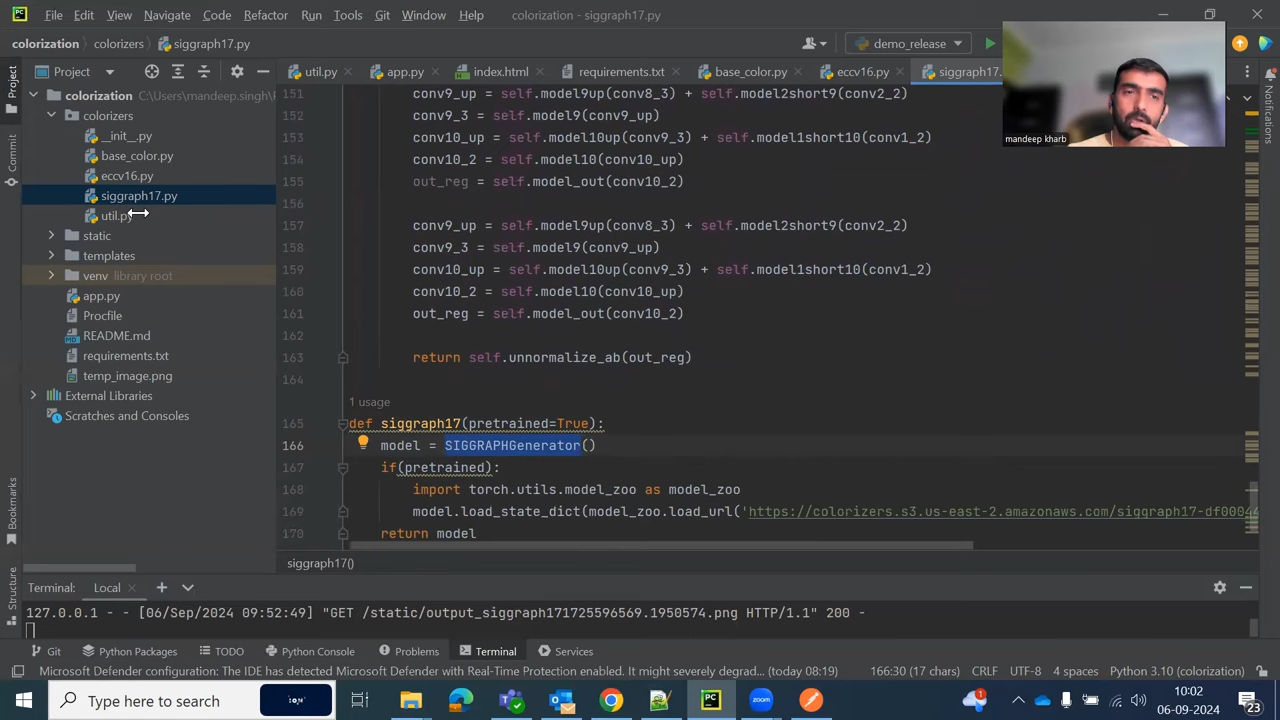 File Edit View Navigate Code Refactor Run Tools Git Window Help colorization - siggraph17.py
colorization colorizers siggraph17.py demo_release
Project util.py app.py index.html requirements.txt base_color.py eccv16.py siggraph17.
colorization C:\Users\mandeep.singh\
colorizers
__init__.py
base_color.py
eccv16.py
siggraph17.py
util.py
static
templates
venv library root
app.py
Procfile
README.md
requirements.txt
temp_image.png
External Libraries
Scratches and Consoles
Project
Commit
Bookmarks
Structure
Notifications
mandeep kharb
151 conv9_up = self.model9up(conv8_3) + self.model2short9(conv2_2)
152 conv9_3 = self.model9(conv9_up)
153 conv10_up = self.model10up(conv9_3) + self.model1short10(conv1_2)
154 conv10_2 = self.model10(conv10_up)
155 out_reg = self.model_out(conv10_2)
156
157 conv9_up = self.model9up(conv8_3) + self.model2short9(conv2_2)
158 conv9_3 = self.model9(conv9_up)
159 conv10_up = self.model10up(conv9_3) + self.model1short10(conv1_2)
160 conv10_2 = self.model10(conv10_up)
161 out_reg = self.model_out(conv10_2)
162
163 return self.unnormalize_ab(out_reg)
164
1 usage
165 def siggraph17(pretrained=True):
166 model = SIGGRAPHGenerator()
167 if(pretrained):
168 import torch.utils.model_zoo as model_zoo
169 model.load_state_dict(model_zoo.load_url('https://colorizers.s3.us-east-2.amazonaws.com/siggraph17-df00044
170 return model
siggraph17()
Terminal: Local
127.0.0.1 - - [06/Sep/2024 09:52:49] "GET /static/output_siggraph171725596569.1950574.png HTTP/1.1" 200 -
Git Python Packages TODO Python Console Problems Terminal Services
Microsoft Defender configuration: The IDE has detected Microsoft Defender with Real-Time Protection enabled. It might severely degrad... (today 08:19) 166:30 (17 chars) CRLF UTF-8 4 spaces Python 3.10 (colorization)
Type here to search
zoom
1
10:02
06-09-2024
23